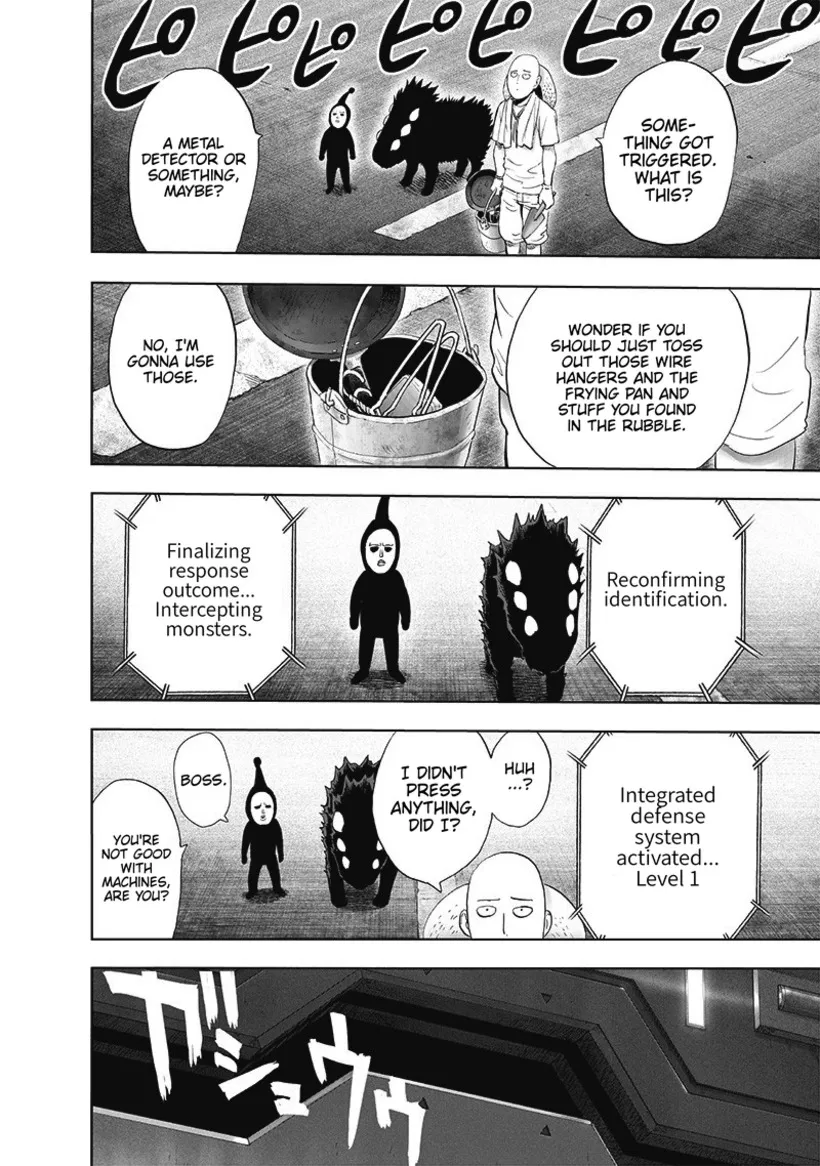 ピピピピピピピピ
SOME-
THING GOT
TRIGGERED.
WHAT IS
THIS?
A METAL
DETECTOR OR
SOMETHING,
MAYBE?
WONDER IF YOU
SHOULD JUST TOSS
OUT THOSE WIRE
HANGERS AND THE
FRYING PAN AND
STUFF YOU FOUND
IN THE RUBBLE.
NO, I'M
GONNA USE
THOSE.
Reconfirming
identification.
Finalizing
response
outcome...
Intercepting
monsters.
Integrated
defense
system
activated...
Level 1
HUH
...?
I DIDN'T
PRESS
ANYTHING,
DID I?
BOSS.
YOU'RE
NOT GOOD
WITH
MACHINES,
ARE YOU?
ガシュウウ